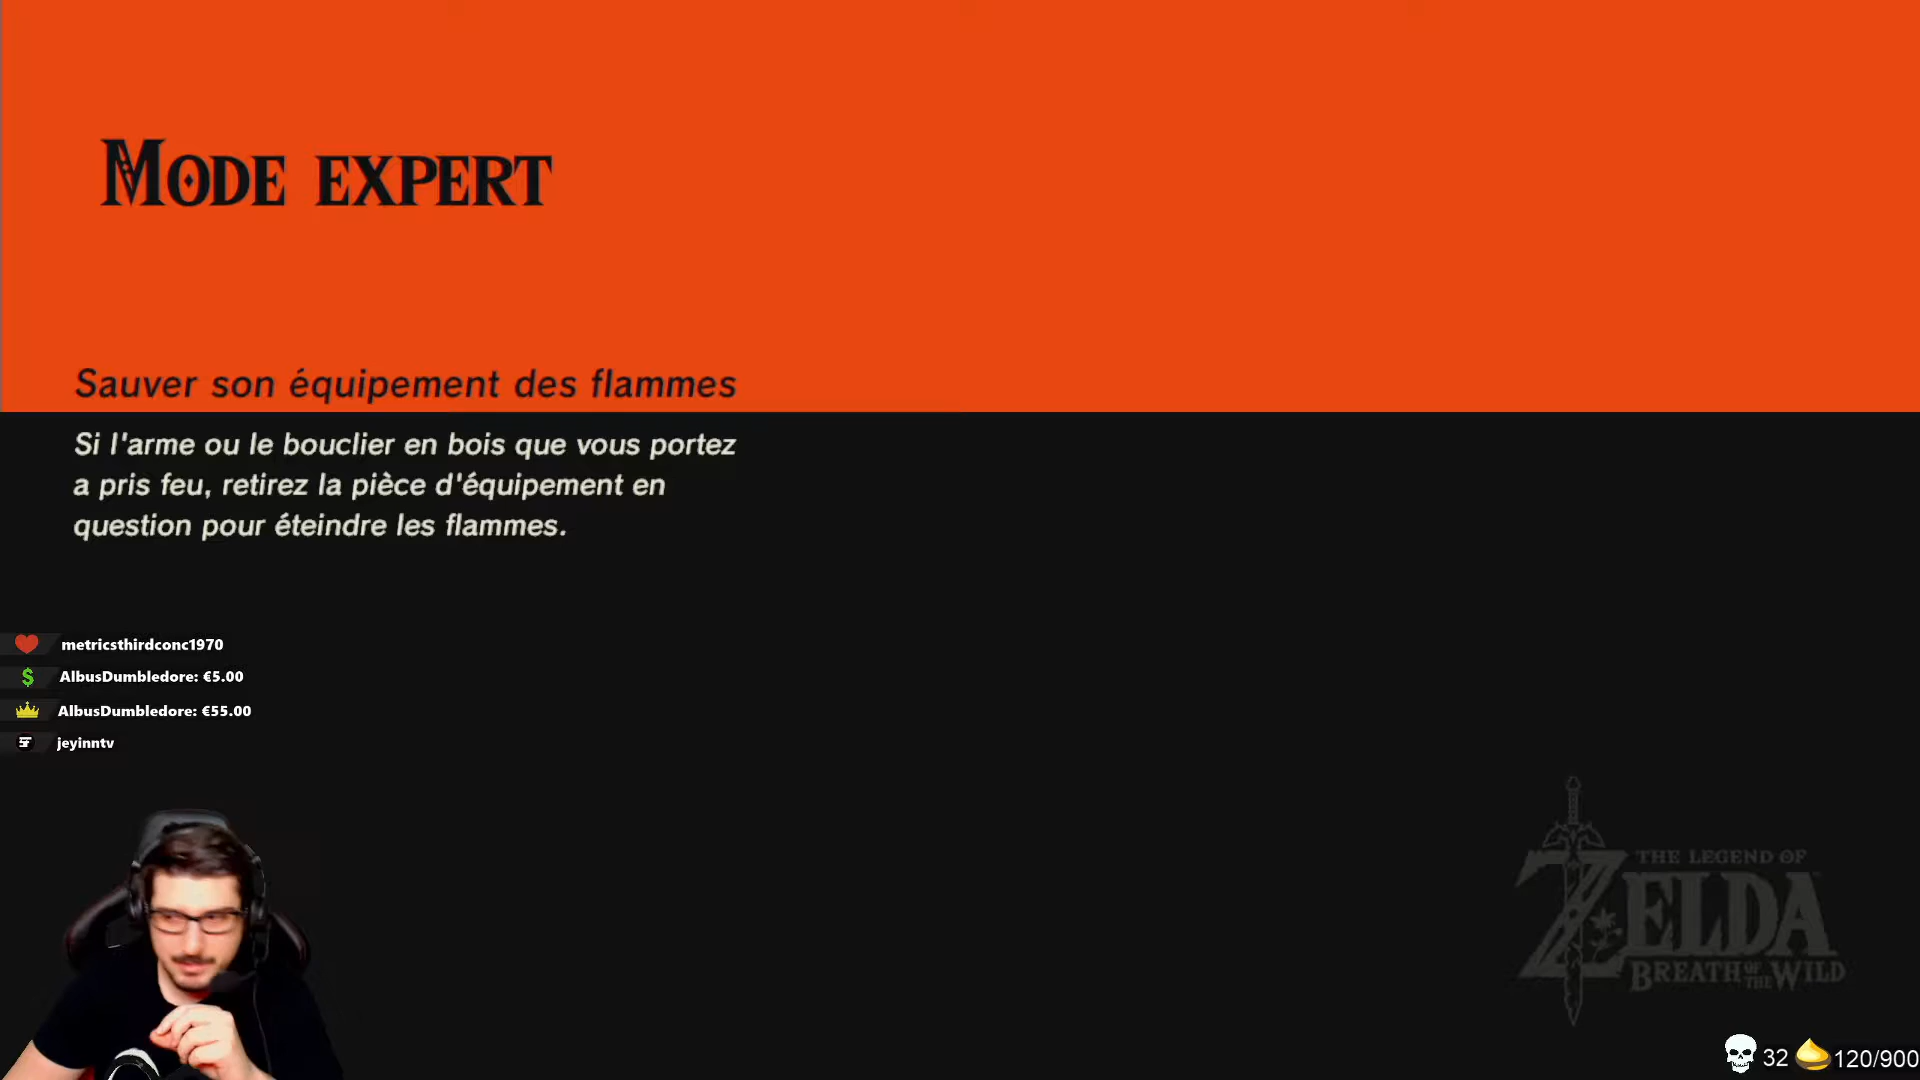 MODE EXPERT
Sauver son équipement des flammes
Si l'arme ou le bouclier en bois que vous portez
a pris feu, retirez la pièce d'équipement en
question pour éteindre les flammes.
metricsthirdconc1970
AlbusDumbledore: €5.00
AlbusDumbledore: €55.00
jeyinntv
THE LEGEND OF
ZELDA
BREATH OF THE WILD
32 120/900